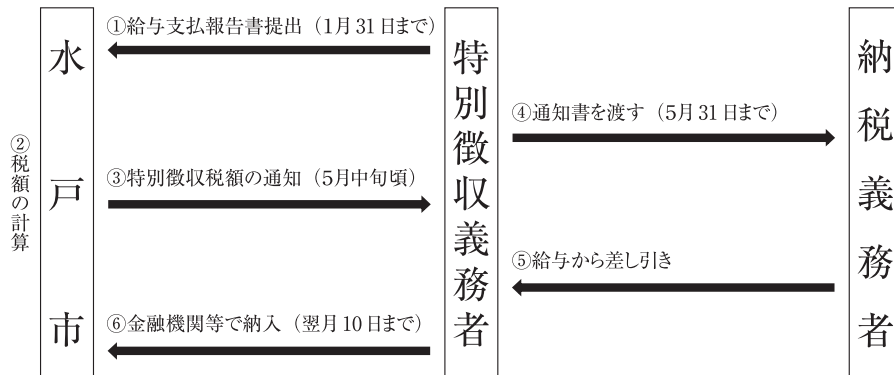 水戸市
②税額の計算
①給与支払報告書提出（1月31日まで）
③特別徴収税額の通知（5月中旬頃）
⑥金融機関等で納入（翌月10日まで）
特別徴収義務者
④通知書を渡す（5月31日まで）
⑤給与から差し引き
納税義務者